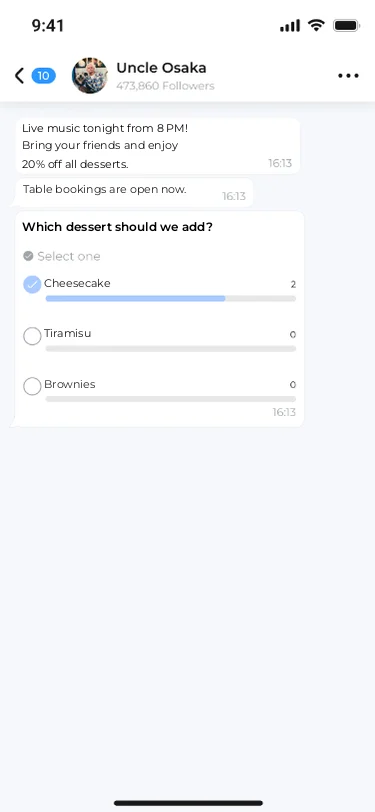 9:41
10
Uncle Osaka
473,860 Followers
Live music tonight from 8 PM!
Bring your friends and enjoy
20% off all desserts.
16:13
Table bookings are open now.
16:13
Which dessert should we add?
Select one
Cheesecake 2
Tiramisu 0
Brownies 0
16:13